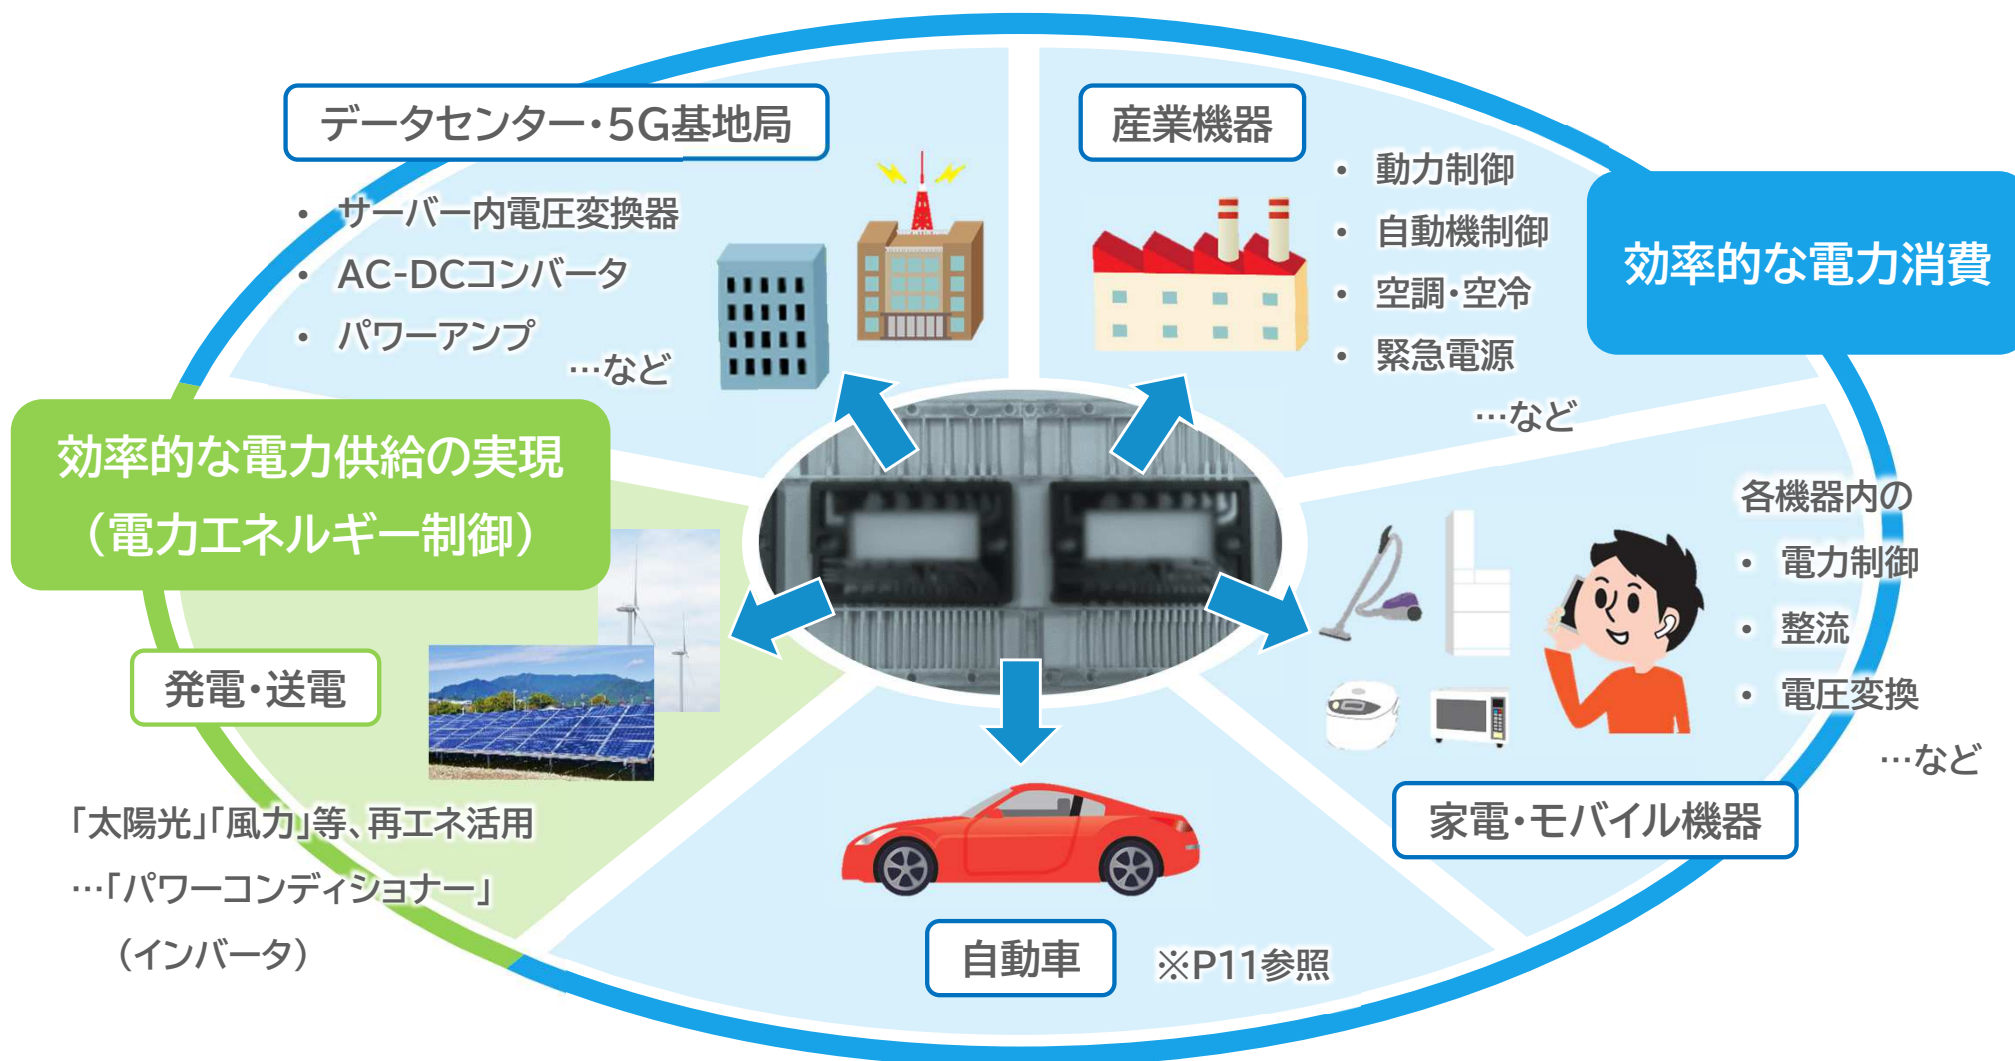 データセンター・5G基地局
• サーバー内電圧変換器
• AC-DCコンバータ
• パワーアンプ
…など
産業機器
• 動力制御
• 自動機制御
• 空調・空冷
• 緊急電源
…など
効率的な電力消費
効率的な電力供給の実現
（電力エネルギー制御）
発電・送電
「太陽光」「風力」等、再エネ活用
…「パワーコンディショナー」
（インバータ）
各機器内の
• 電力制御
• 整流
• 電圧変換
…など
家電・モバイル機器
自動車
※P11参照